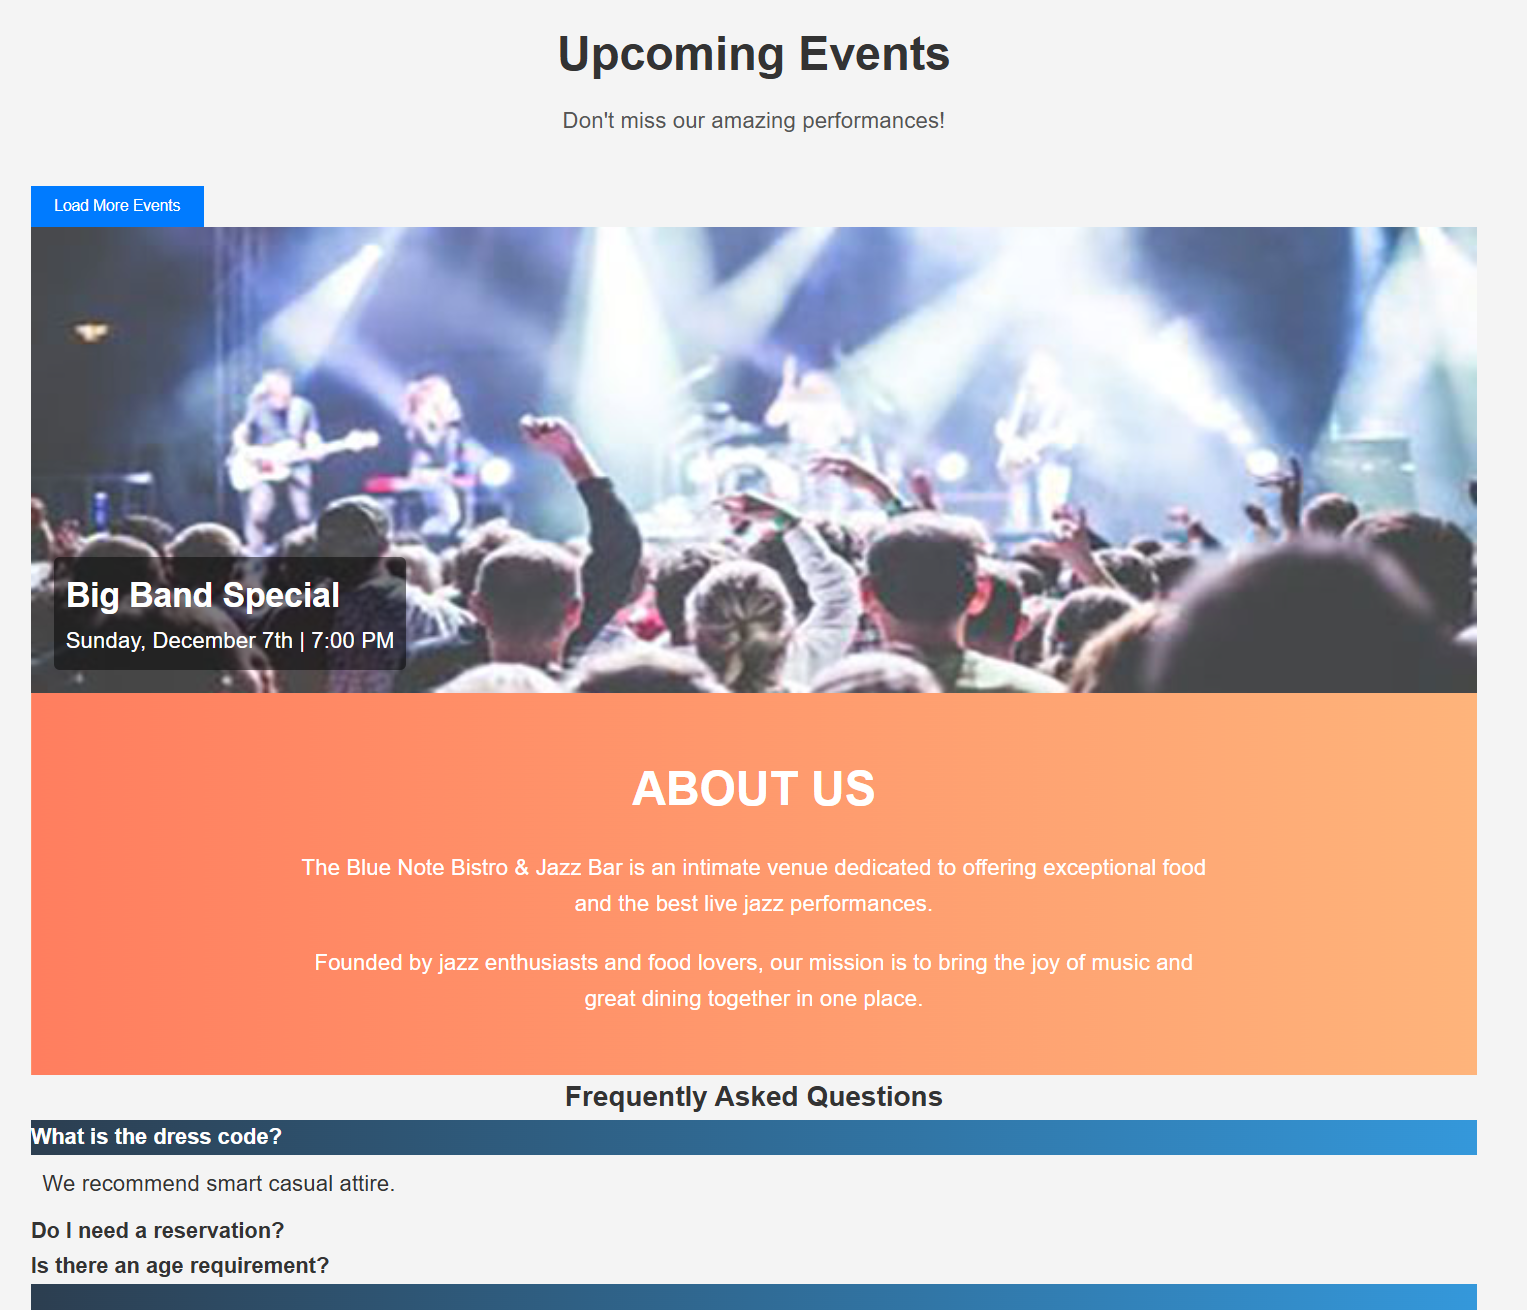 Upcoming Events
Don't miss our amazing performances!
Load More Events
Big Band Special
Sunday, December 7th | 7:00 PM
ABOUT US
The Blue Note Bistro & Jazz Bar is an intimate venue dedicated to offering exceptional food
and the best live jazz performances.
Founded by jazz enthusiasts and food lovers, our mission is to bring the joy of music and
great dining together in one place.
Frequently Asked Questions
What is the dress code?
We recommend smart casual attire.
Do I need a reservation?
Is there an age requirement?